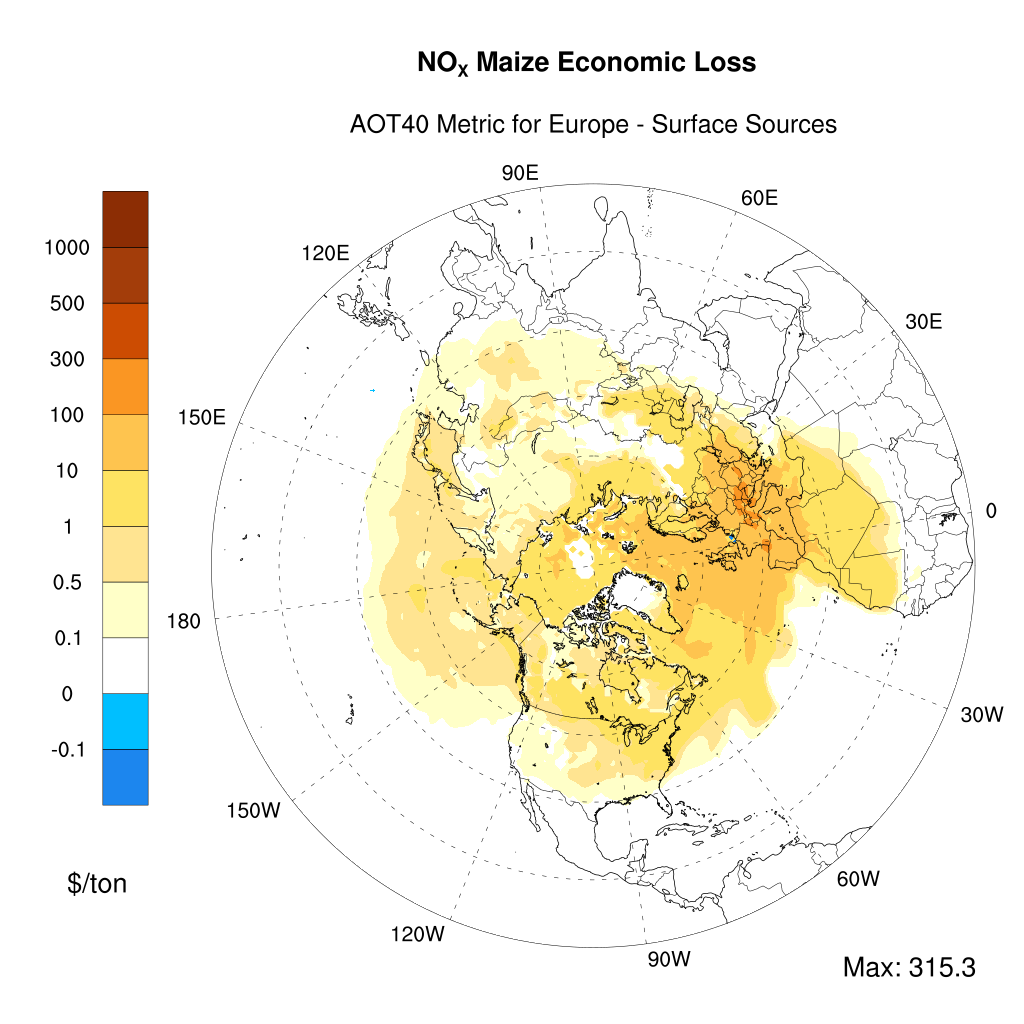 NOX Maize Economic Loss
AOT40 Metric for Europe - Surface Sources
90E
60E
120E
30E
150E
0
180
30W
150W
60W
120W
90W
1000
500
300
100
10
1
0.5
0.1
0
-0.1
$/ton
Max: 315.3